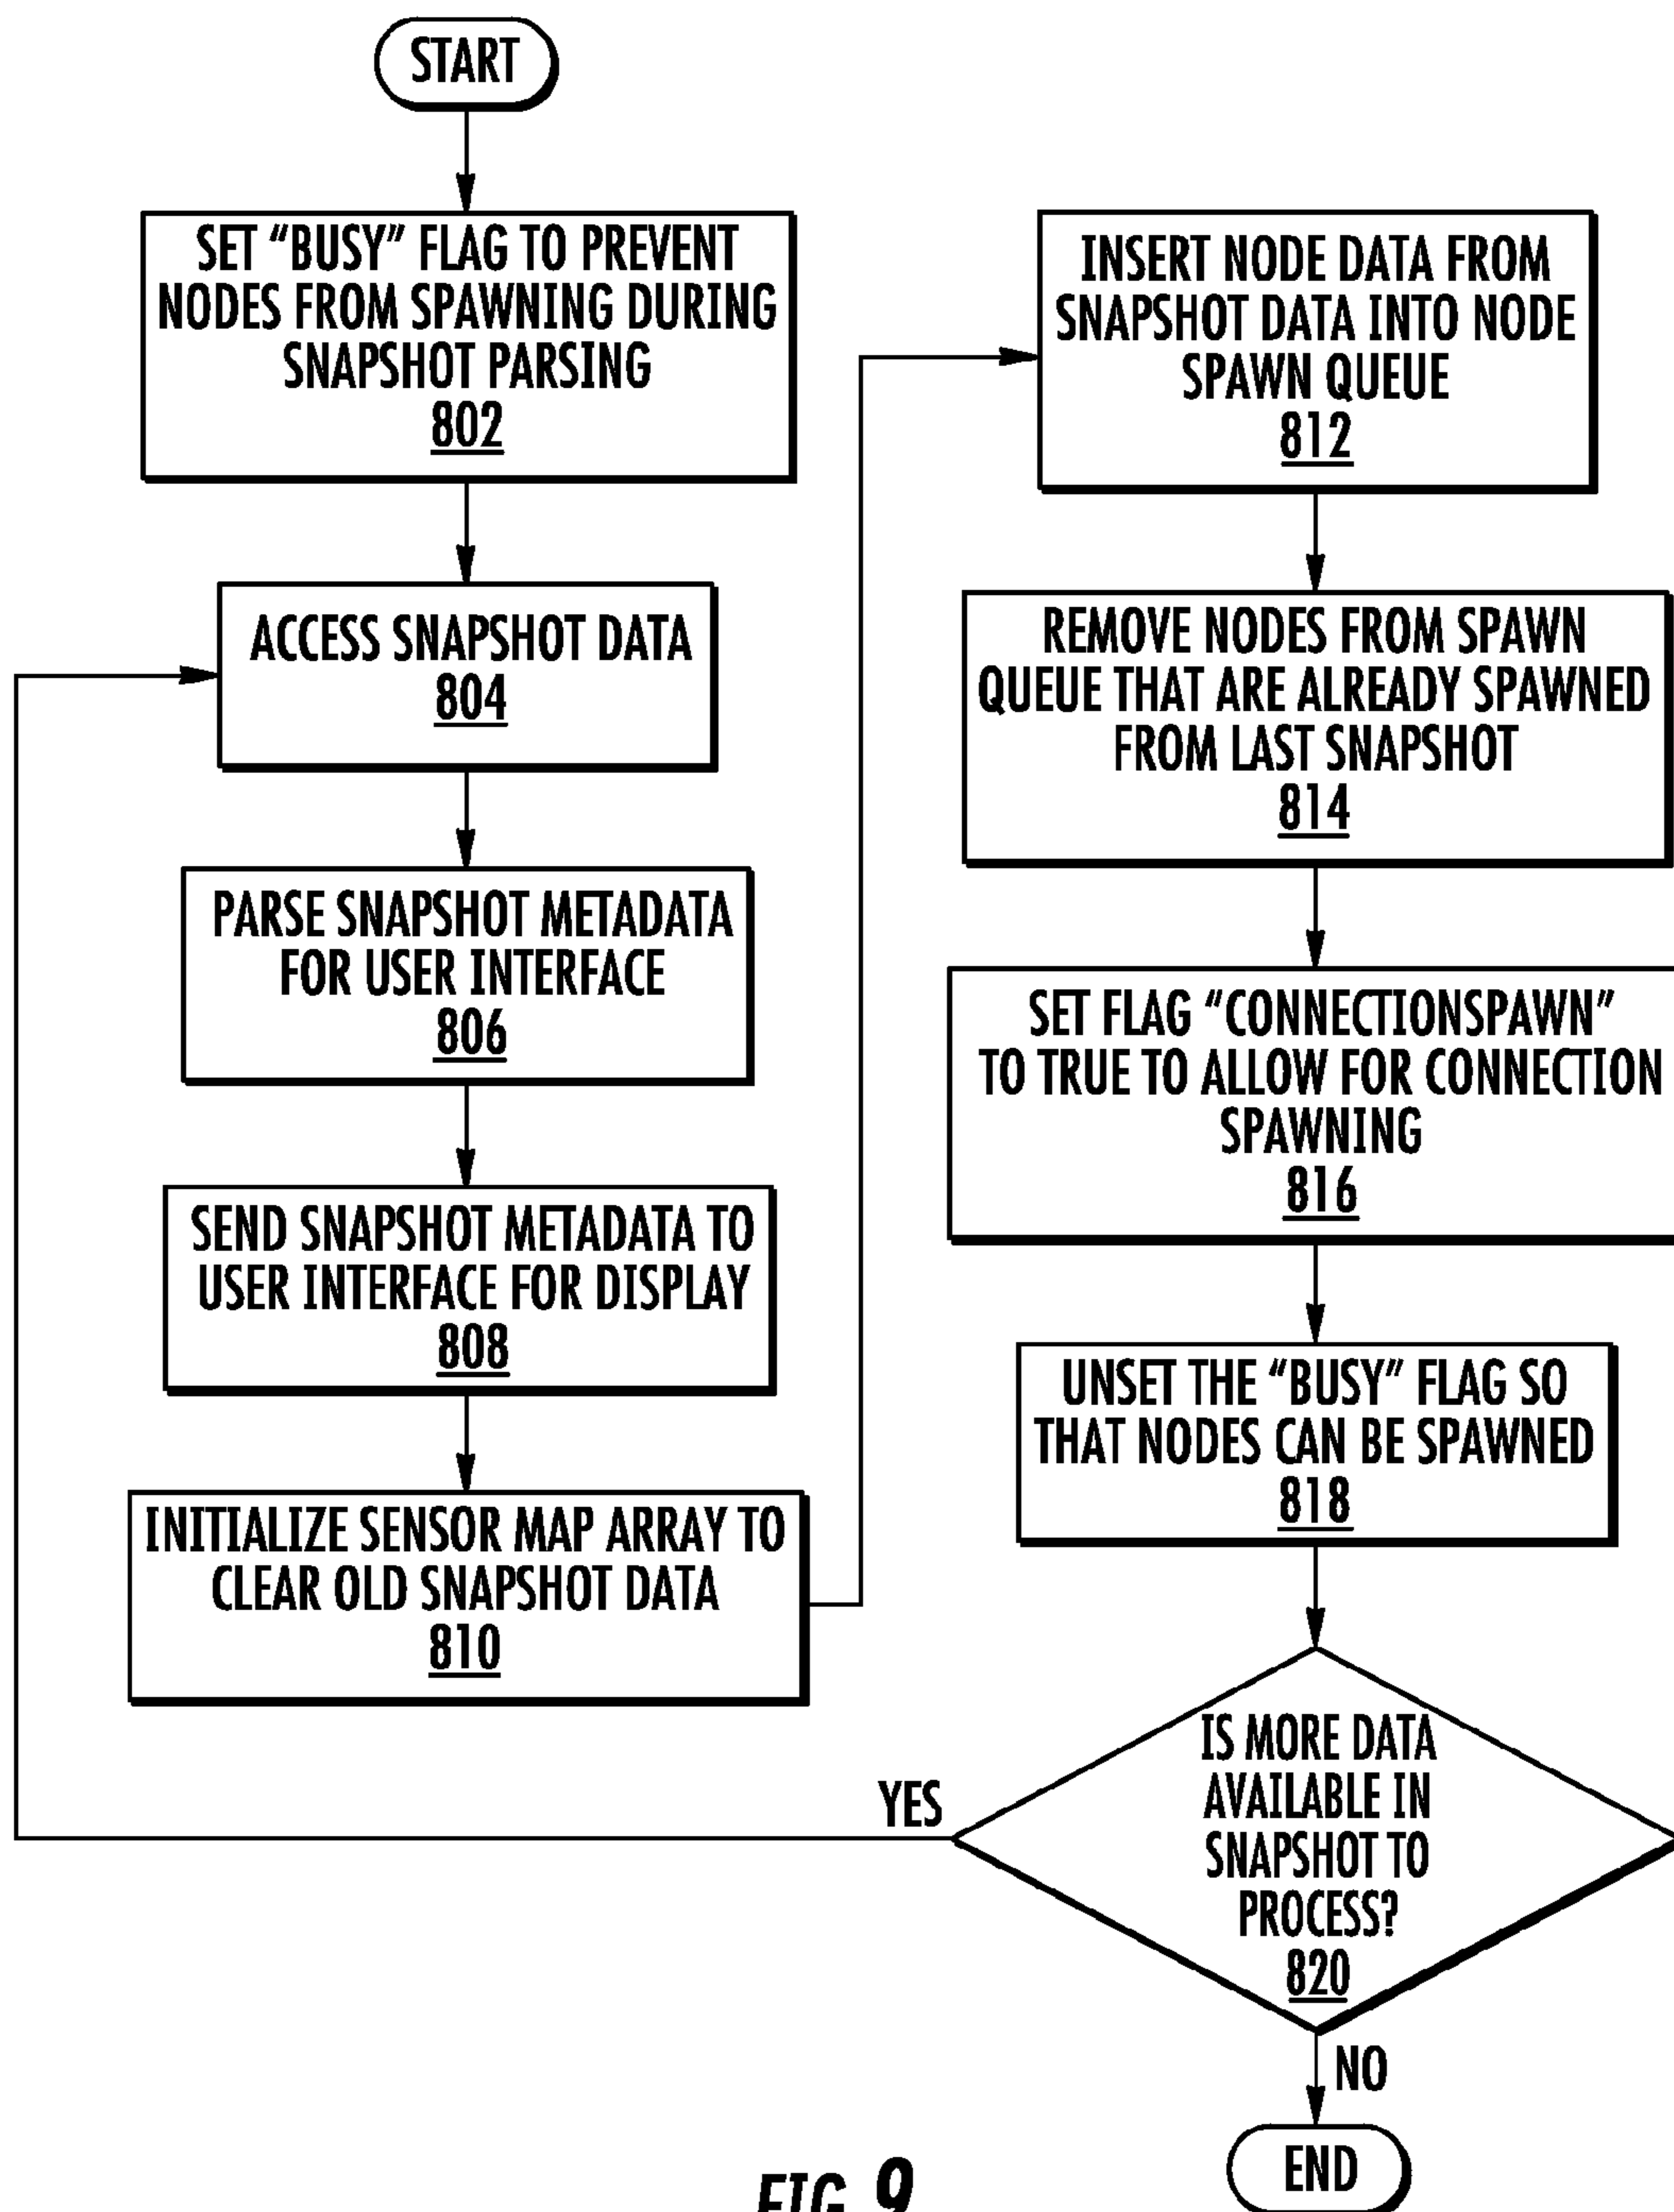 START
SET “BUSY” FLAG TO PREVENT
NODES FROM SPAWNING DURING
SNAPSHOT PARSING
802
ACCESS SNAPSHOT DATA
804
PARSE SNAPSHOT METADATA
FOR USER INTERFACE
806
SEND SNAPSHOT METADATA TO
USER INTERFACE FOR DISPLAY
808
INITIALIZE SENSOR MAP ARRAY TO
CLEAR OLD SNAPSHOT DATA
810
INSERT NODE DATA FROM
SNAPSHOT DATA INTO NODE
SPAWN QUEUE
812
REMOVE NODES FROM SPAWN
QUEUE THAT ARE ALREADY SPAWNED
FROM LAST SNAPSHOT
814
SET FLAG “CONNECTIONSPAWN”
TO TRUE TO ALLOW FOR CONNECTION
SPAWNING
816
UNSET THE “BUSY” FLAG SO
THAT NODES CAN BE SPAWNED
818
IS MORE DATA
AVAILABLE IN
SNAPSHOT TO
PROCESS?
820
YES
NO
END
FIG. 9